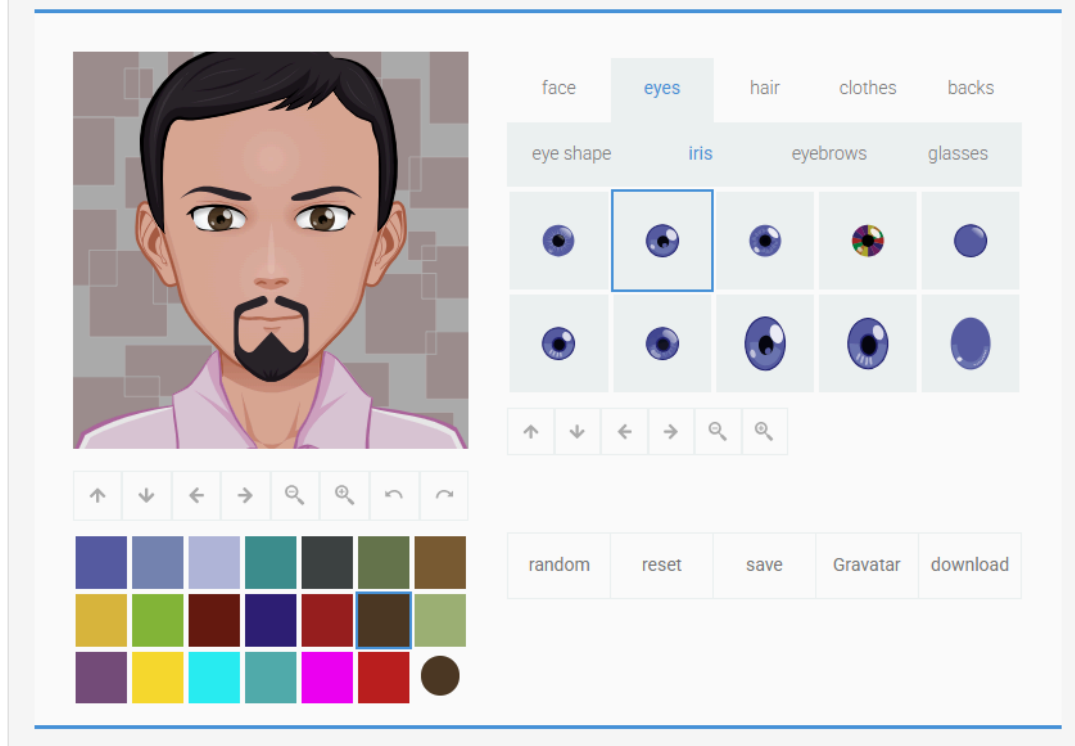 face eyes hair clothes backs
eye shape iris eyebrows glasses
random reset save Gravatar download